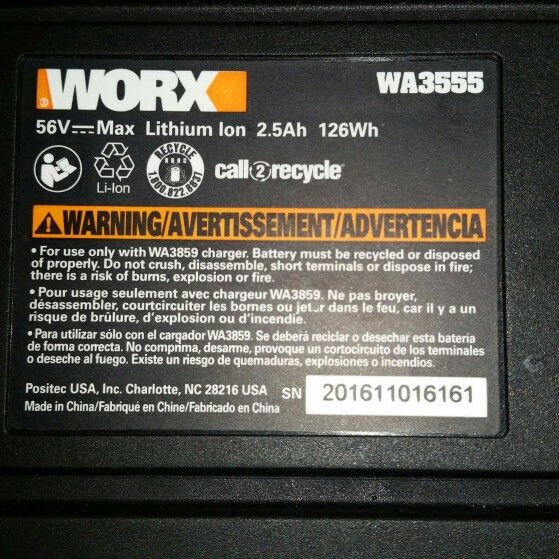 WORX®
WA3555
56V⎓Max Lithium Ion 2.5Ah 126Wh
Li-Ion
RECYCLE
RBRC
1.800.822.8837
call2recycle®
WARNING/AVERTISSEMENT/ADVERTENCIA
• For use only with WA3859 charger. Battery must be recycled or disposed
of properly. Do not crush, disassemble, short terminals or dispose in fire;
there is a risk of burns, explosion or fire.
• Pour usage seulement avec chargeur WA3859. Ne pas broyer,
désassembler, courtcircuiter les bornes ou jeter dans le feu, car il y a un
risque de brûlure, d'explosion ou d'incendie.
• Para utilizar sólo con el cargador WA3859. Se deberá reciclar o desechar esta batería
de forma correcta. No comprima, desarme, provoque un cortocircuito de los terminales
o deseche al fuego. Existe un riesgo de quemaduras, explosiones o incendios.
Positec USA, Inc. Charlotte, NC 28216 USA
SN 201611016161
Made in China/Fabriqué en Chine/Fabricado en China